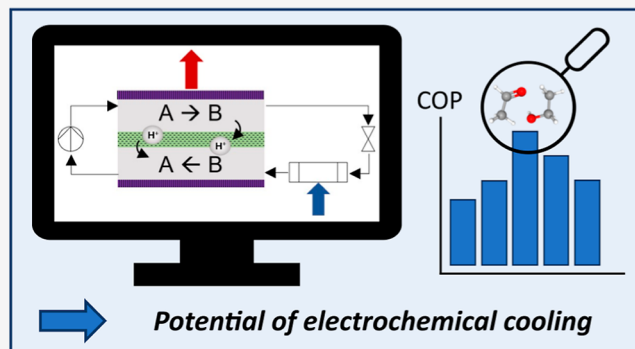 A → B
H⁺
H⁺
A ← B
COP
Potential of electrochemical cooling